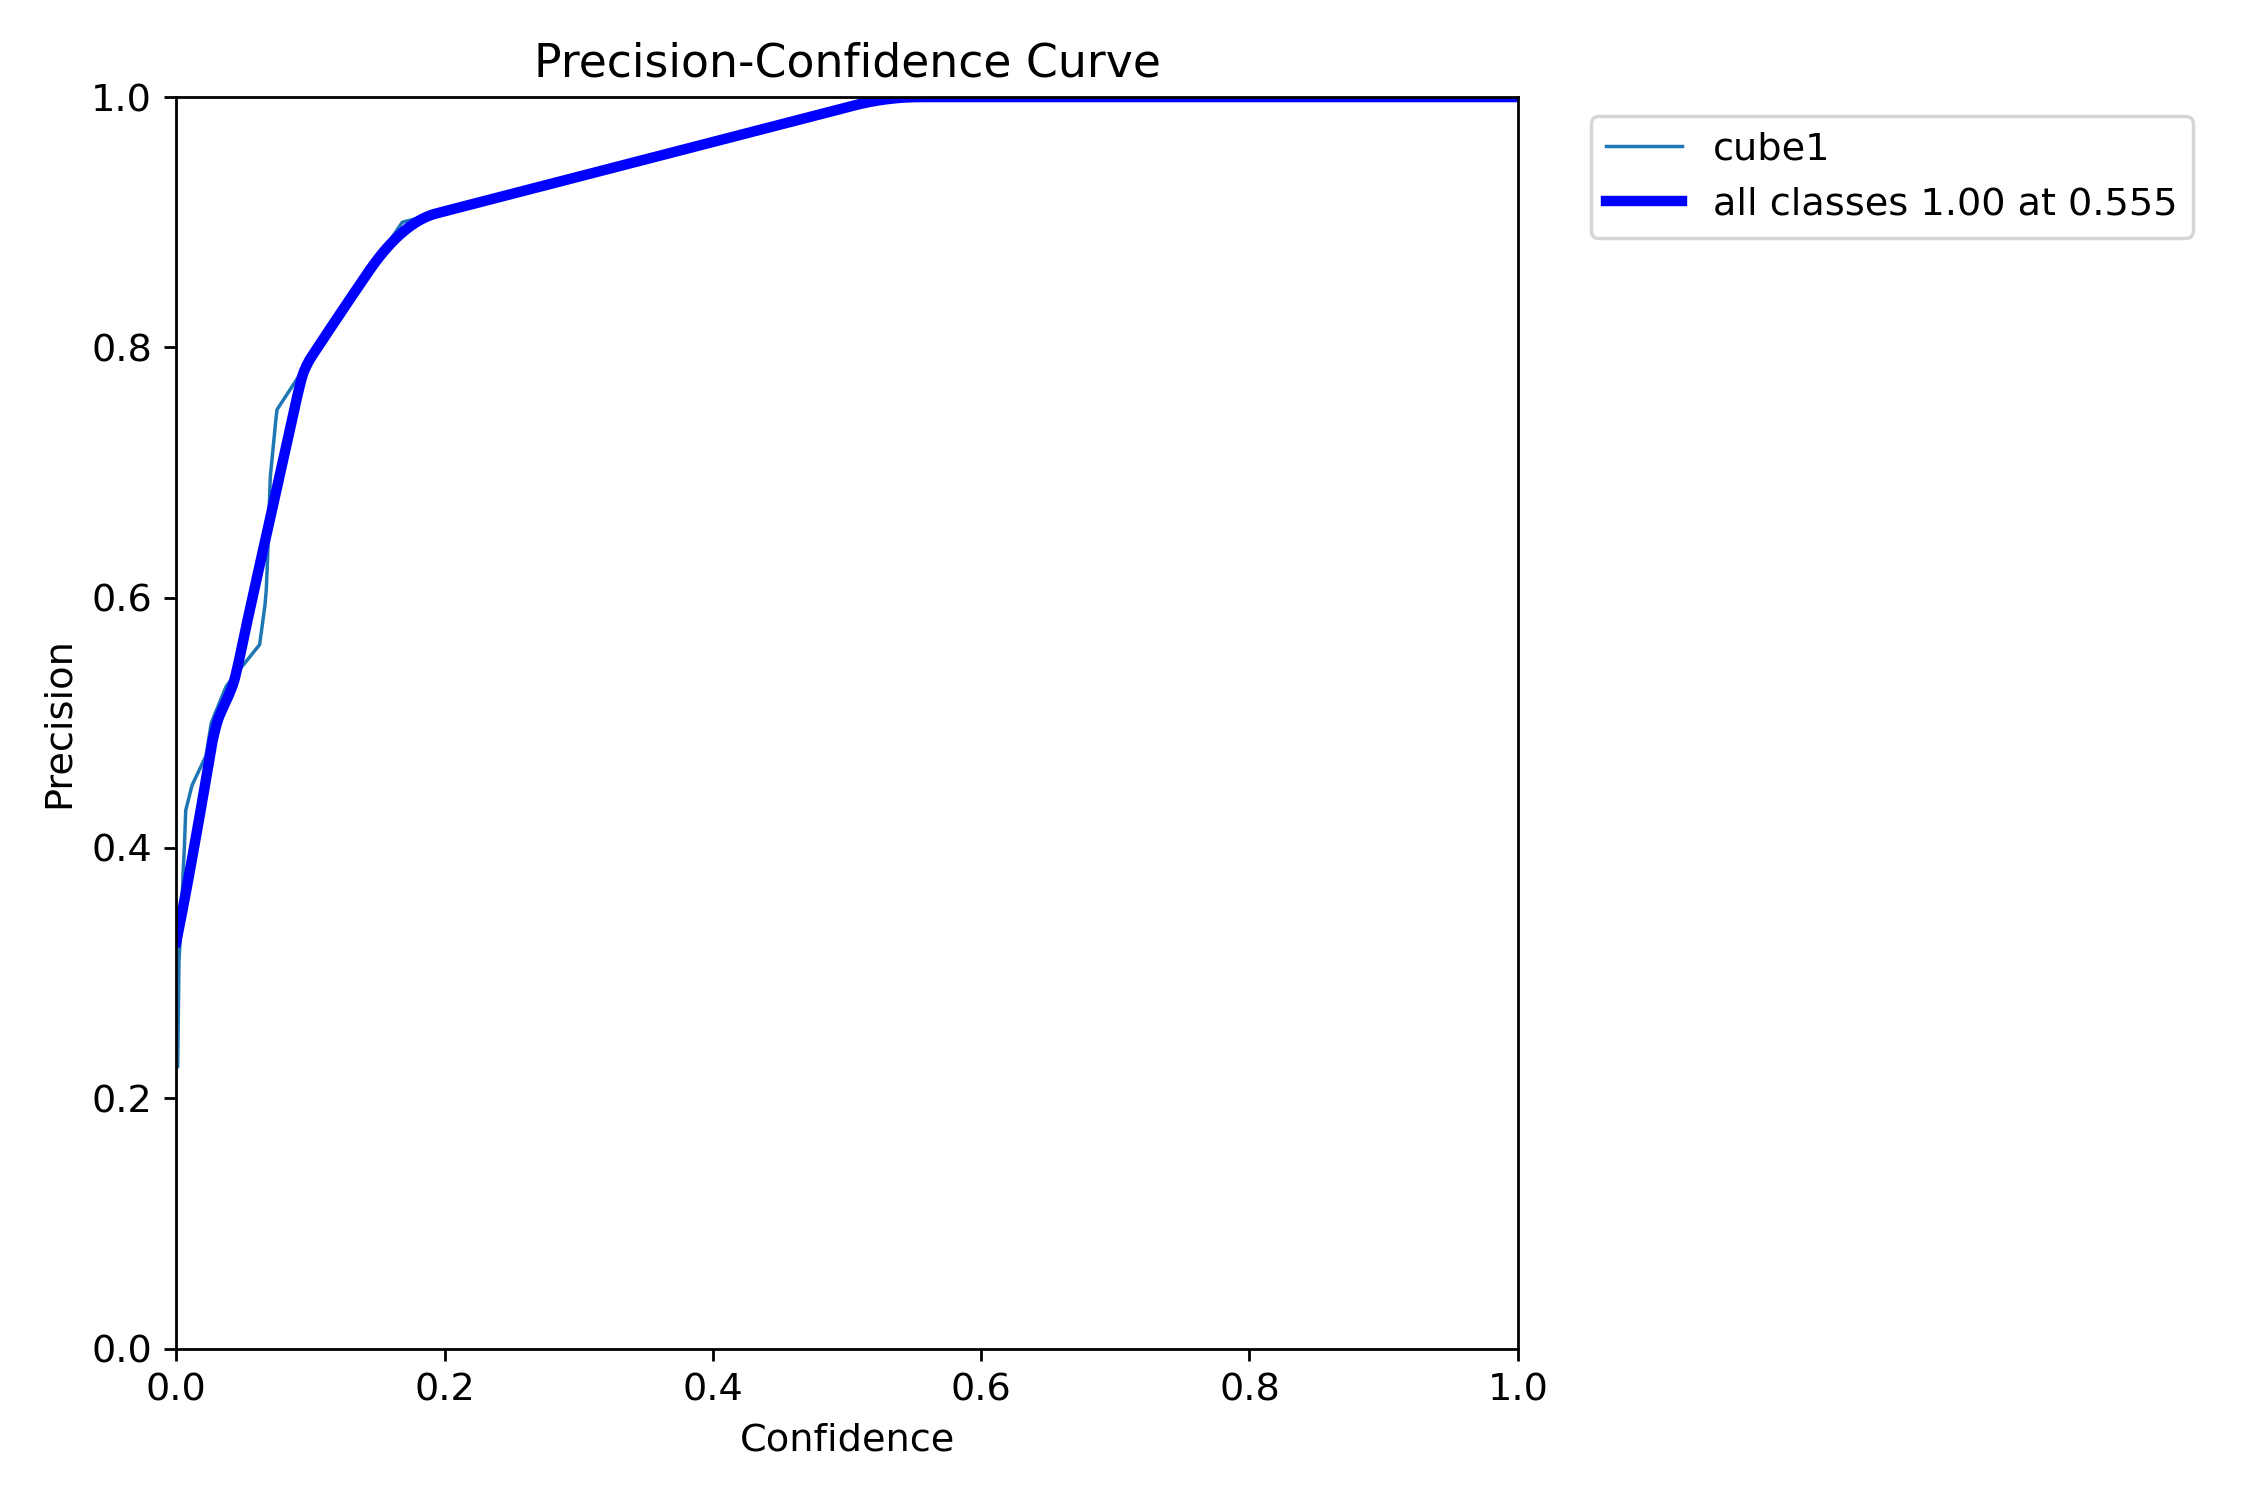 Precision-Confidence Curve
1.0
0.8
0.6
0.4
0.2
0.0
Precision
0.0 0.2 0.4 0.6 0.8 1.0
Confidence
cube1
all classes 1.00 at 0.555